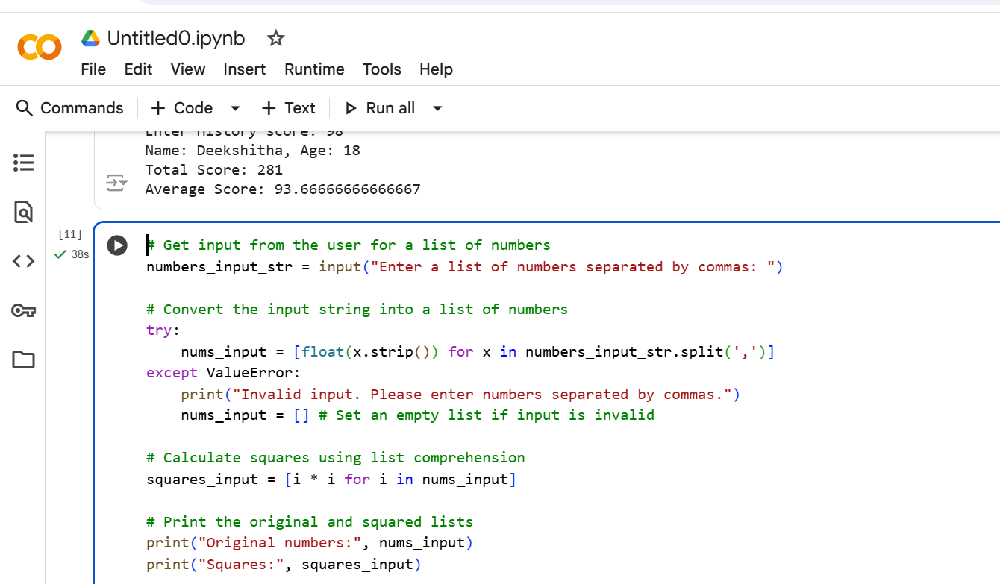 Untitled0.ipynb
File Edit View Insert Runtime Tools Help
Commands + Code + Text Run all
Enter History score: 98
Name: Deekshitha, Age: 18
Total Score: 281
Average Score: 93.66666666666667
[11]
38s
# Get input from the user for a list of numbers
numbers_input_str = input("Enter a list of numbers separated by commas: ")
# Convert the input string into a list of numbers
try:
    nums_input = [float(x.strip()) for x in numbers_input_str.split(',')]
except ValueError:
    print("Invalid input. Please enter numbers separated by commas.")
    nums_input = [] # Set an empty list if input is invalid
# Calculate squares using list comprehension
squares_input = [i * i for i in nums_input]
# Print the original and squared lists
print("Original numbers:", nums_input)
print("Squares:", squares_input)